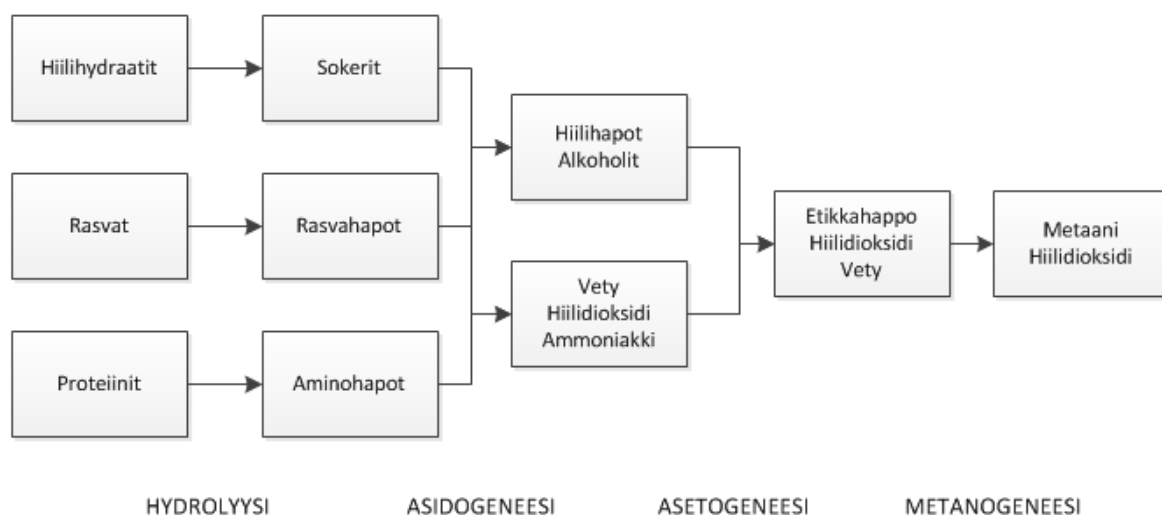 Hiilihydraatit
Sokerit
Hiilihapot
Alkoholit
Rasvat
Rasvahapot
Etikkahappo
Hiilidioksidi
Vety
Metaani
Hiilidioksidi
Vety
Hiilidioksidi
Ammoniakki
Proteiinit
Aminohapot
HYDROLYYSI
ASIDOGENEESI
ASETOGENEESI
METANOGENEESI